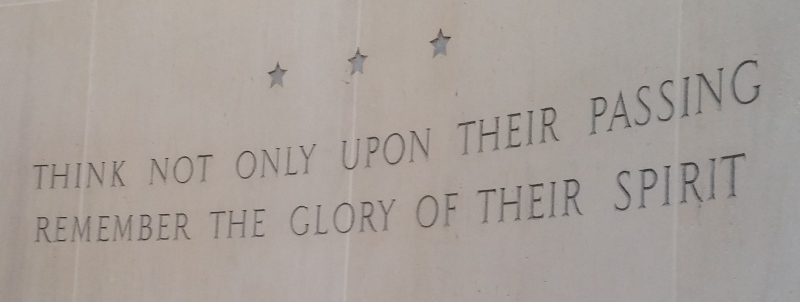 THINK NOT ONLY UPON THEIR PASSING
REMEMBER THE GLORY OF THEIR SPIRIT